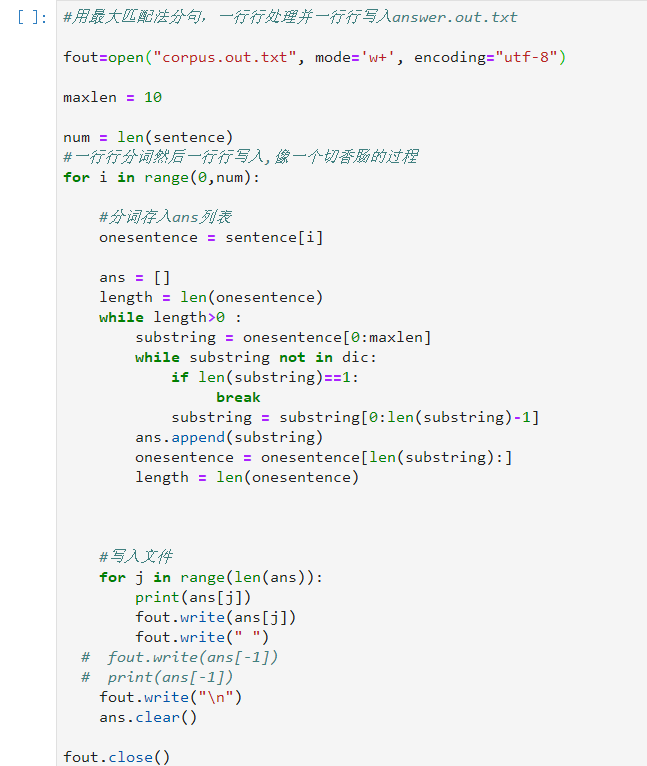 [ ]: #用最大匹配法分句，一行行处理并一行行写入answer.out.txt
fout=open("corpus.out.txt", mode='w+', encoding="utf-8")
maxlen = 10
num = len(sentence)
#一行行分词然后一行行写入,像一个切香肠的过程
for i in range(0,num):
    #分词存入ans列表
    onesentence = sentence[i]
    ans = []
    length = len(onesentence)
    while length>0 :
        substring = onesentence[0:maxlen]
        while substring not in dic:
            if len(substring)==1:
                 break
            substring = substring[0:len(substring)-1]
        ans.append(substring)
        onesentence = onesentence[len(substring):]
        length = len(onesentence)
    #写入文件
    for j in range(len(ans)):
        print(ans[j])
        fout.write(ans[j])
        fout.write(" ")
  #  fout.write(ans[-1])
  #  print(ans[-1])
    fout.write("\n")
    ans.clear()
fout.close()